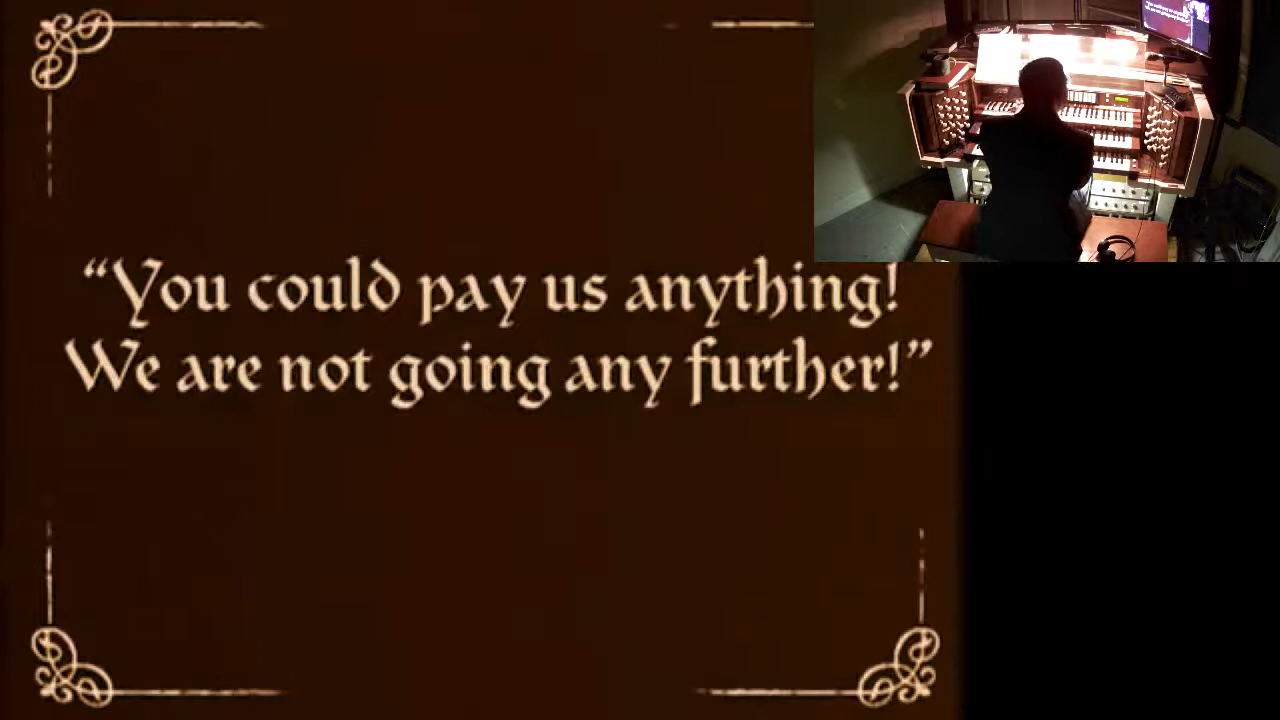 “You could pay us anything!
We are not going any further!”